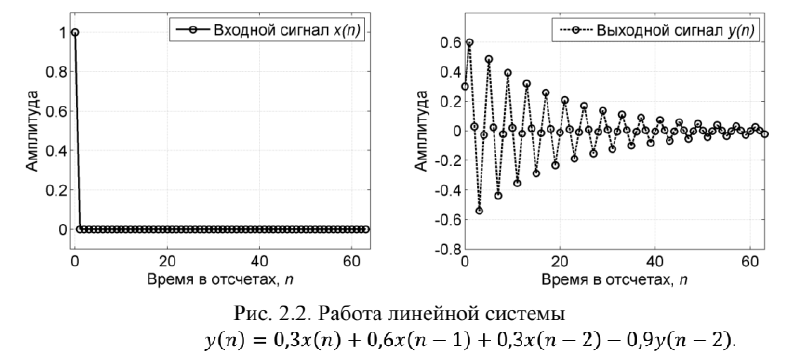 Входной сигнал x(n)
Амплитуда
1
0.8
0.6
0.4
0.2
0
0 20 40 60
Время в отсчетах, n
Выходной сигнал y(n)
Амплитуда
0.6
0.4
0.2
0
-0.2
-0.4
-0.6
-0.8
0 20 40 60
Время в отсчетах, n
Рис. 2.2. Работа линейной системы
y(n) = 0,3x(n) + 0,6x(n − 1) + 0,3x(n − 2) − 0,9y(n − 2).